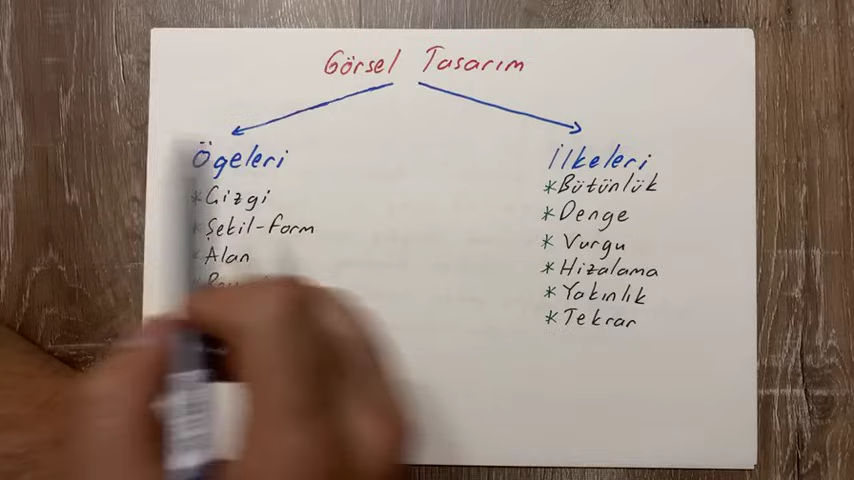 Görsel Tasarım
Ögeleri
* Çizgi
* Şekil-form
* Alan
İlkeleri
* Bütünlük
* Denge
* Vurgu
* Hizalama
* Yakınlık
* Tekrar